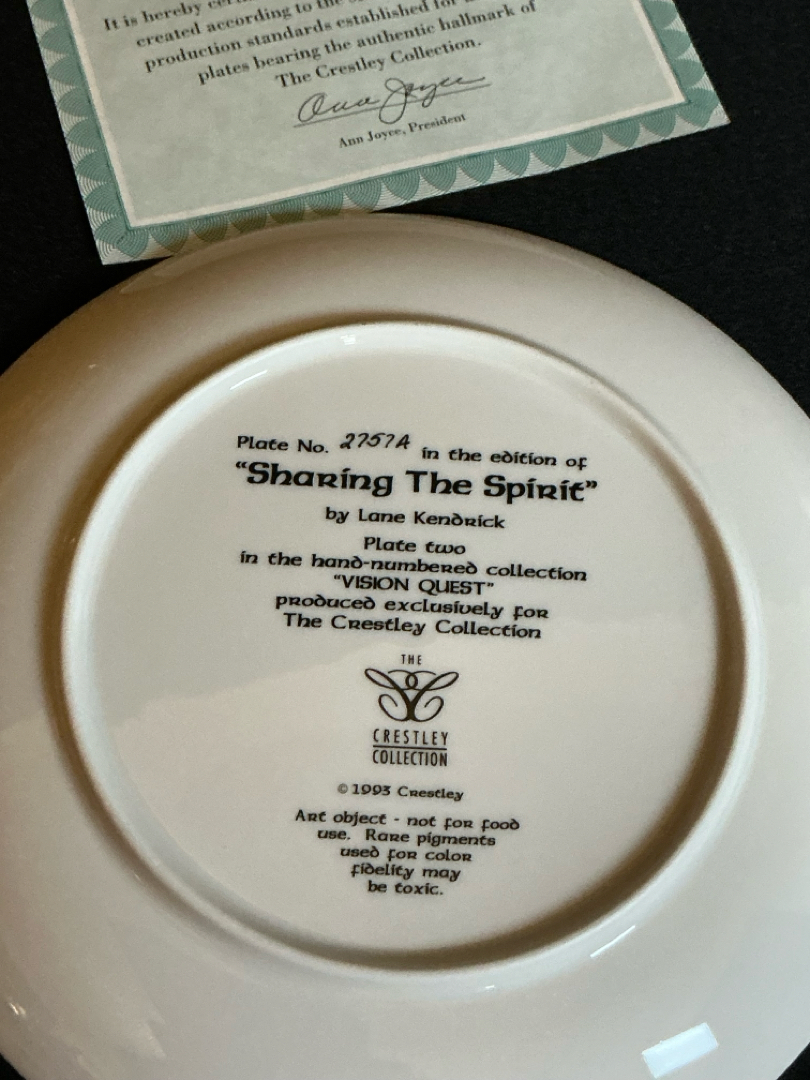 It is hereby
created according to the
production standards established for
plates bearing the authentic hallmark of
The Crestley Collection.
Ann Joyce
Ann Joyce, President
Plate No. 2757A in the edition of
“Sharing The Spirit”
by Lane Kendrick
Plate two
in the hand-numbered collection
“VISION QUEST”
produced exclusively for
The Crestley Collection
THE
CRESTLEY
COLLECTION
© 1993 Crestley
Art object - not for food
use. Rare pigments
used for color
fidelity may
be toxic.